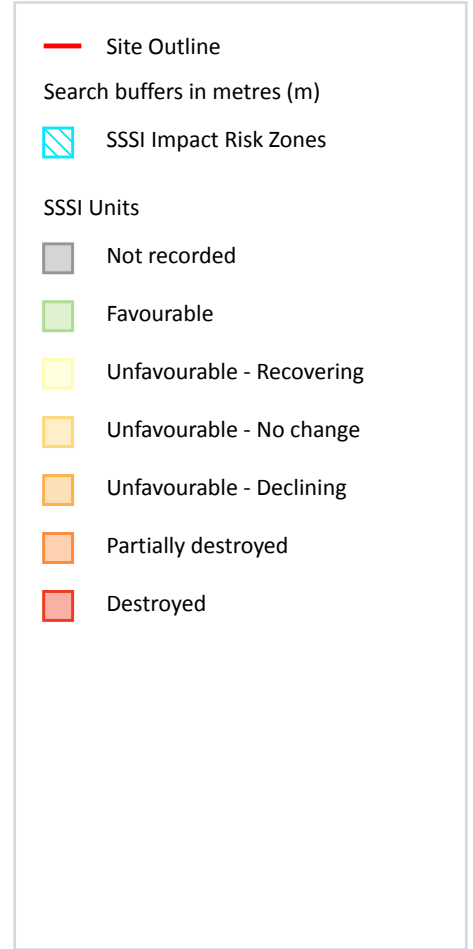 Site Outline
Search buffers in metres (m)
SSSI Impact Risk Zones
SSSI Units
Not recorded
Favourable
Unfavourable - Recovering
Unfavourable - No change
Unfavourable - Declining
Partially destroyed
Destroyed